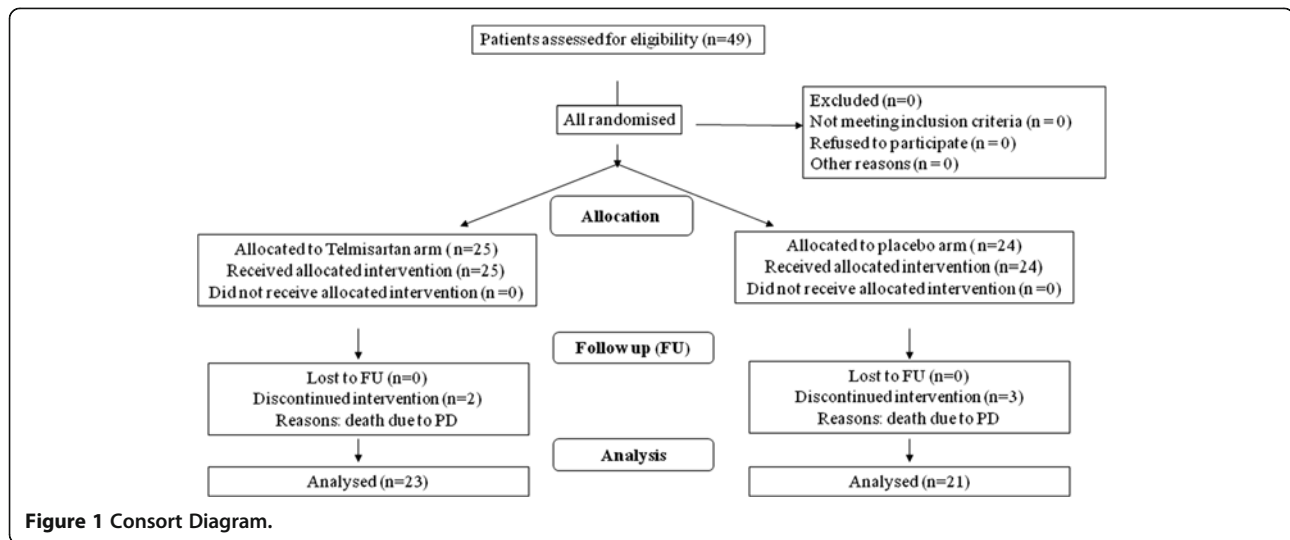 Patients assessed for eligibility (n=49)
All randomised
Excluded (n=0)
Not meeting inclusion criteria (n = 0)
Refused to participate (n = 0)
Other reasons (n = 0)
Allocation
Allocated to Telmisartan arm (n=25)
Received allocated intervention (n=25)
Did not receive allocated intervention (n =0)
Allocated to placebo arm (n=24)
Received allocated intervention (n=24)
Did not receive allocated intervention (n=0)
Follow up (FU)
Lost to FU (n=0)
Discontinued intervention (n=2)
Reasons: death due to PD
Lost to FU (n=0)
Discontinued intervention (n=3)
Reasons: death due to PD
Analysis
Analysed (n=23)
Analysed (n=21)
Figure 1 Consort Diagram.